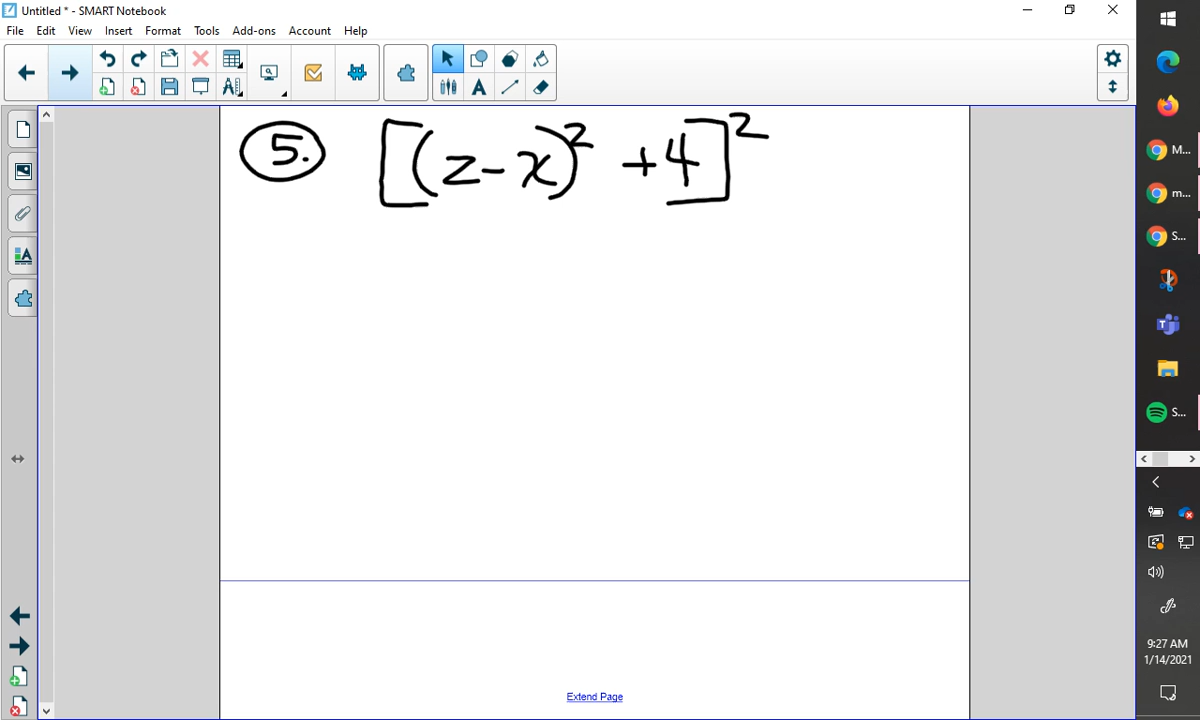 Untitled * - SMART Notebook
File Edit View Insert Format Tools Add-ons Account Help
5. [(z-x)² +4]²
M...
m...
S...
S...
9:27 AM
1/14/2021
Extend Page